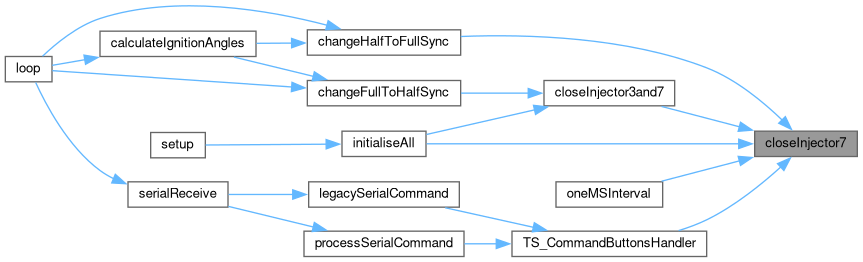 loop
calculateIgnitionAngles
changeHalfToFullSync
changeFullToHalfSync
closeInjector3and7
closeInjector7
setup
initialiseAll
serialReceive
legacySerialCommand
oneMSInterval
processSerialCommand
TS_CommandButtonsHandler